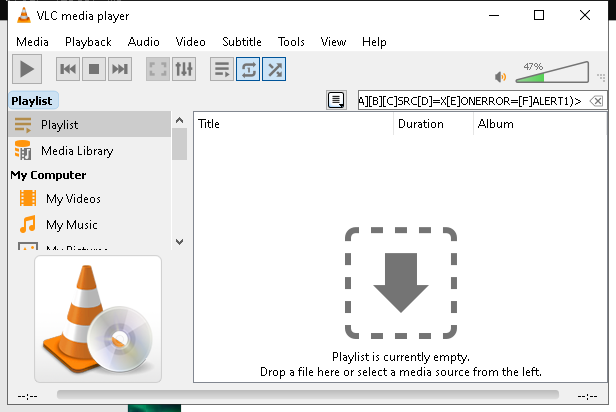 VLC media player
Media Playback Audio Video Subtitle Tools View Help
47%
Playlist
A][B][C]SRC[D]=X[E]ONERROR=[F]ALERT1)>
Playlist
Media Library
My Computer
My Videos
My Music
Title Duration Album
Playlist is currently empty.
Drop a file here or select a media source from the left.
--:-- --:--